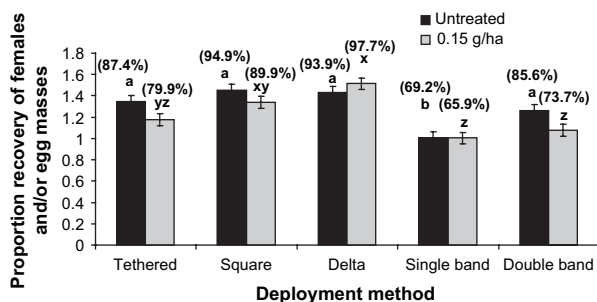 Untreated
0.15 g/ha
Proportion recovery of females
and/or egg masses
1.8
1.6
1.4
1.2
1
0.8
0.6
0.4
0.2
0
(87.4%)
a
(79.9%)
yz
(94.9%)
a
(89.9%)
xy
(93.9%)
a
(97.7%)
x
(69.2%)
b
(65.9%)
z
(85.6%)
a
(73.7%)
z
Tethered
Square
Delta
Single band
Double band
Deployment method